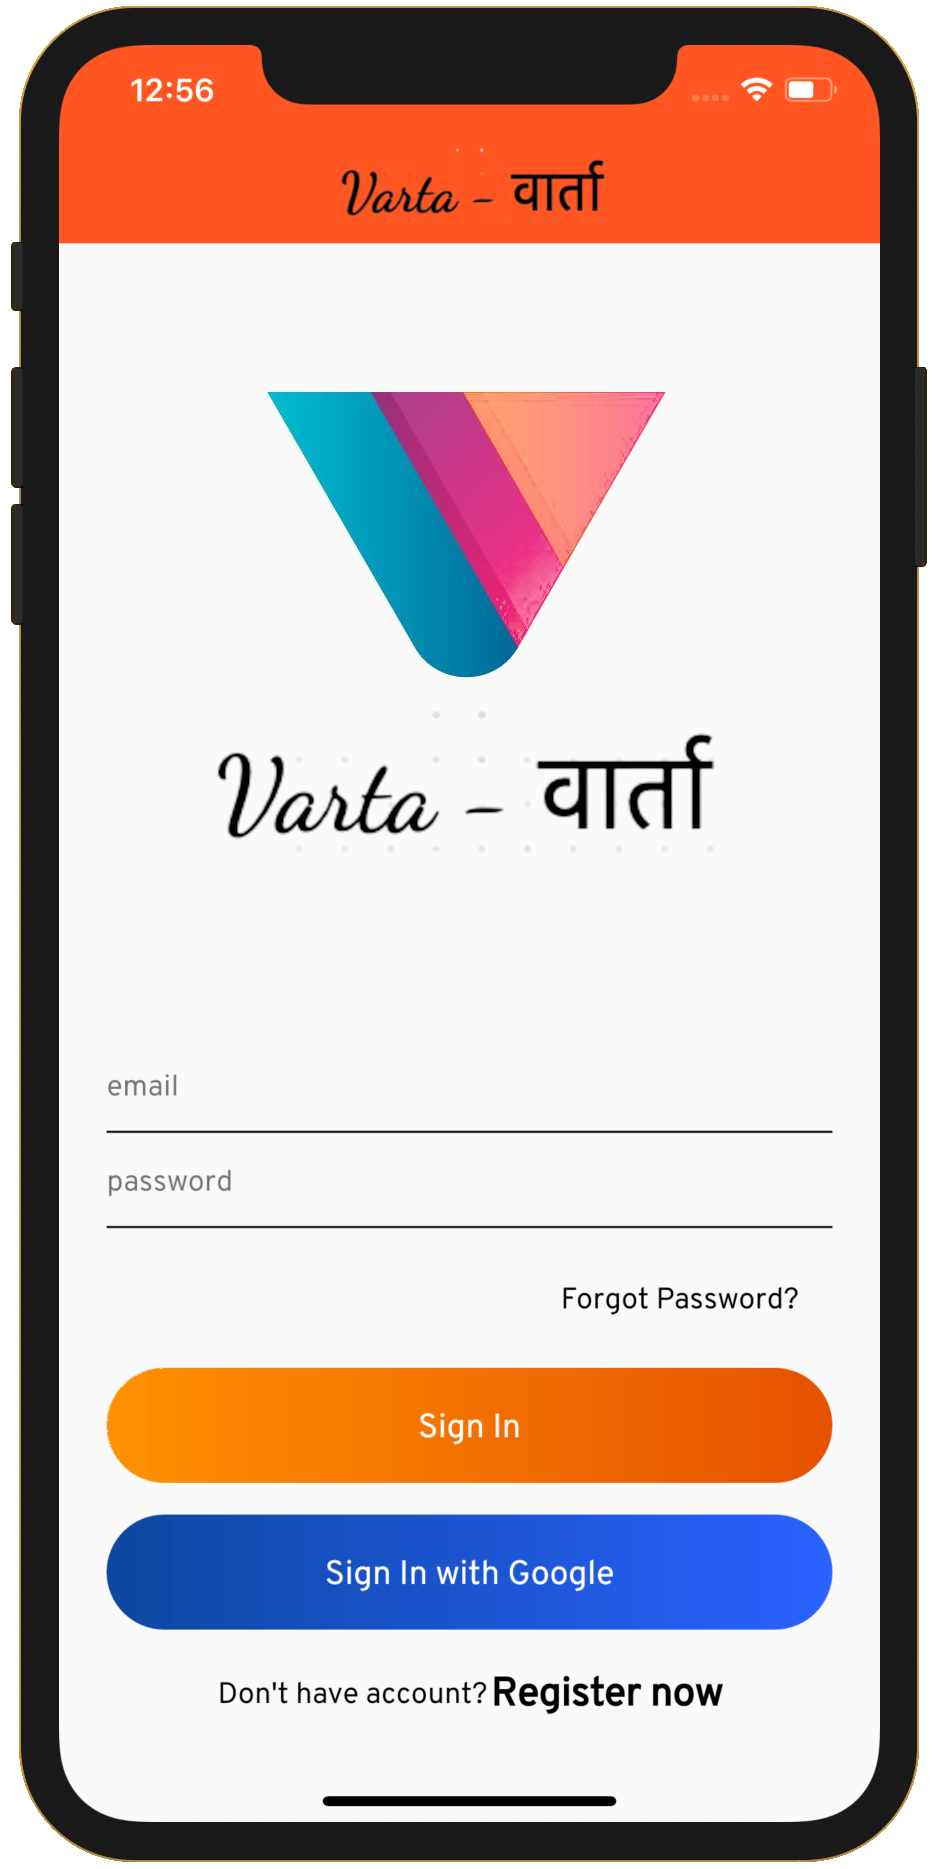 12:56
Varta - वार्ता
Varta - वार्ता
email
password
Forgot Password?
Sign In
Sign In with Google
Don't have account? Register now